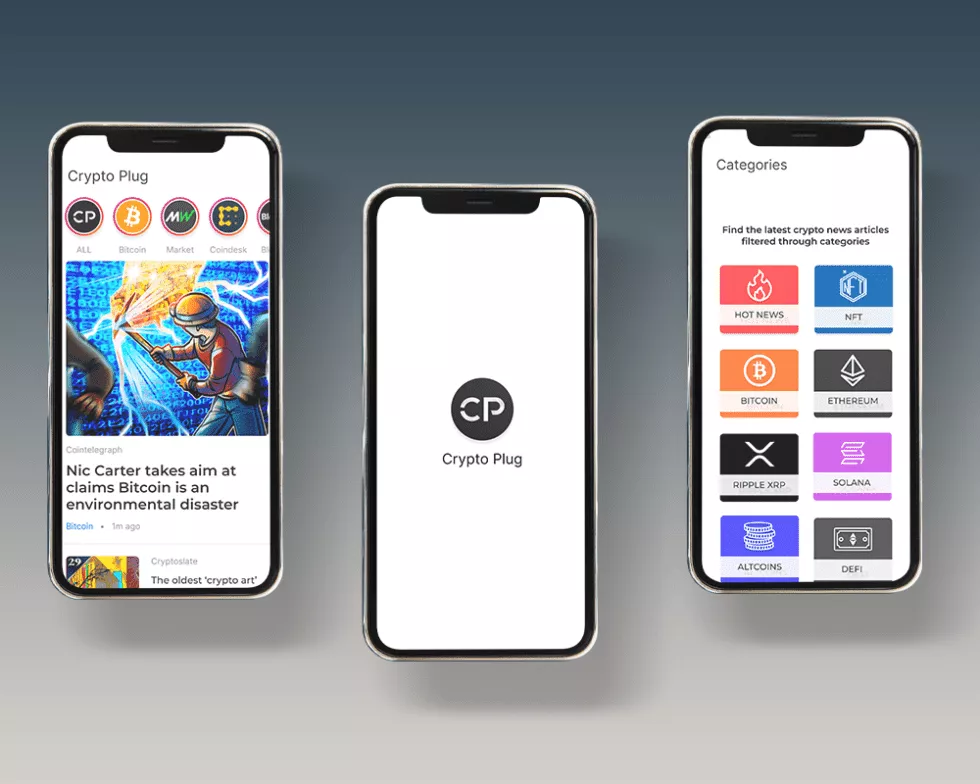 Crypto Plug
CP
MW
ALL
Bitcoin
Market
Coindesk
Cointelegraph
Nic Carter takes aim at
claims Bitcoin is an
environmental disaster
Bitcoin • 1m ago
29
Cryptoslate
The oldest 'crypto art'
CP
Crypto Plug
Categories
Find the latest crypto news articles
filtered through categories
HOT NEWS
NFT
NFT
BITCOIN
ETHEREUM
RIPPLE XRP
SOLANA
ALTCOINS
DEFI